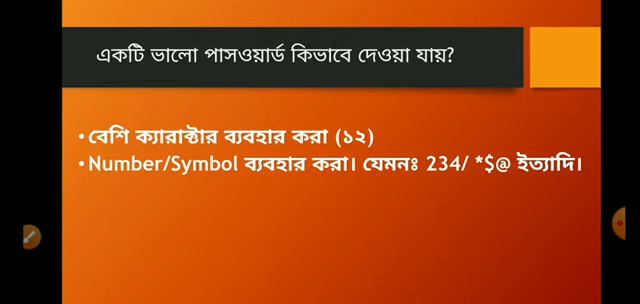 একটি ভালো পাসওয়ার্ড কিভাবে দেওয়া যায়?
•বেশি ক্যারাক্টার ব্যবহার করা (১২)
•Number/Symbol ব্যবহার করা। যেমনঃ 234/ *$@ ইত্যাদি।